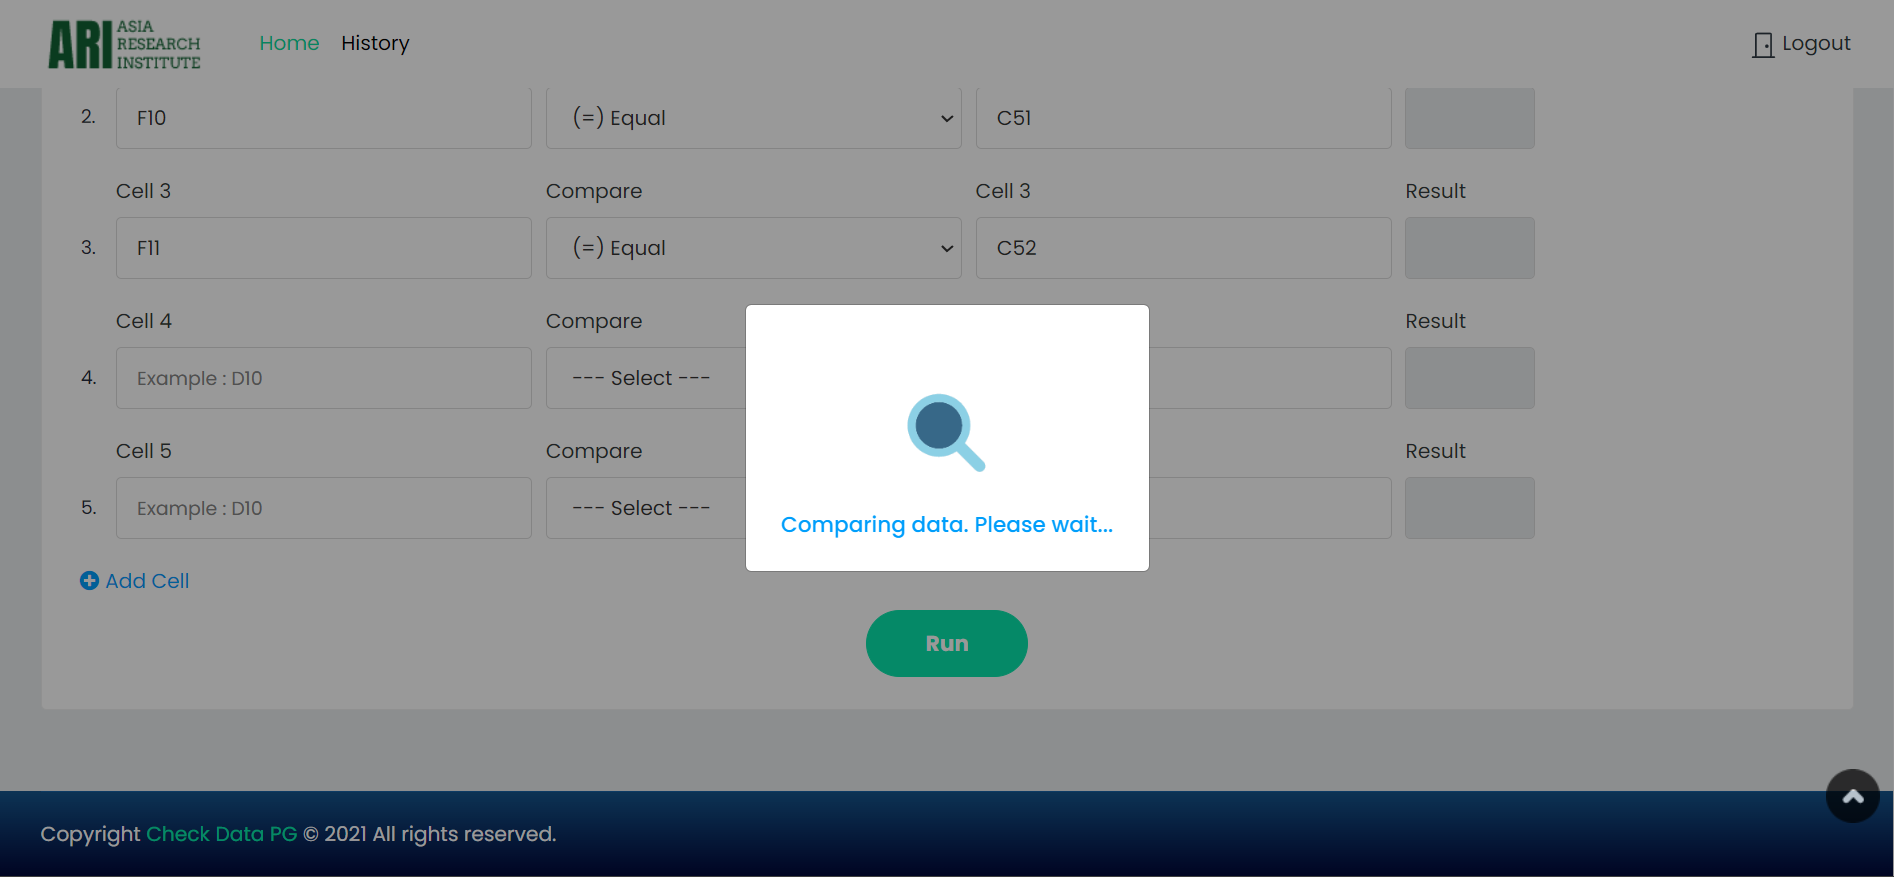 ARI ASIA
RESEARCH
INSTITUTE
Home History
Logout
2. F10 (=) Equal C51
Cell 3 Compare Cell 3 Result
3. F11 (=) Equal C52
Cell 4 Compare Result
4. Example : D10 --- Select ---
Cell 5 Compare Result
5. Example : D10 --- Select ---
Comparing data. Please wait...
Add Cell
Run
Copyright Check Data PG © 2021 All rights reserved.